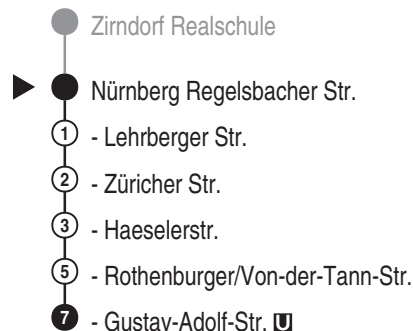 Zirndorf Realschule
Nürnberg Regelsbacher Str.
1 - Lehrberger Str.
2 - Züricher Str.
3 - Haeselerstr.
5 - Rothenburger/Von-der-Tann-Str.
7 - Gustav-Adolf-Str. U